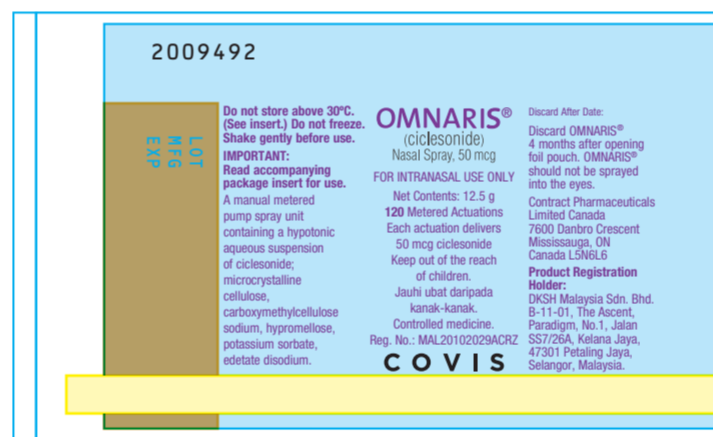 2009492
LOT
MFG
EXP
Do not store above 30ºC.
(See insert.) Do not freeze.
Shake gently before use.
IMPORTANT:
Read accompanying
package insert for use.
A manual metered
pump spray unit
containing a hypotonic
aqueous suspension
of ciclesonide;
microcrystalline
cellulose,
carboxymethylcellulose
sodium, hypromellose,
potassium sorbate,
edetate disodium.
OMNARIS®
(ciclesonide)
Nasal Spray, 50 mcg
FOR INTRANASAL USE ONLY
Net Contents: 12.5 g
120 Metered Actuations
Each actuation delivers
50 mcg ciclesonide
Keep out of the reach
of children.
Jauhi ubat daripada
kanak-kanak.
Controlled medicine.
Reg. No.: MAL20102029ACRZ
COVIS
Discard After Date:
Discard OMNARIS®
4 months after opening
foil pouch. OMNARIS®
should not be sprayed
into the eyes.
Contract Pharmaceuticals
Limited Canada
7600 Danbro Crescent
Mississauga, ON
Canada L5N6L6
Product Registration
Holder:
DKSH Malaysia Sdn. Bhd.
B-11-01, The Ascent,
Paradigm, No.1, Jalan
SS7/26A, Kelana Jaya,
47301 Petaling Jaya,
Selangor, Malaysia.